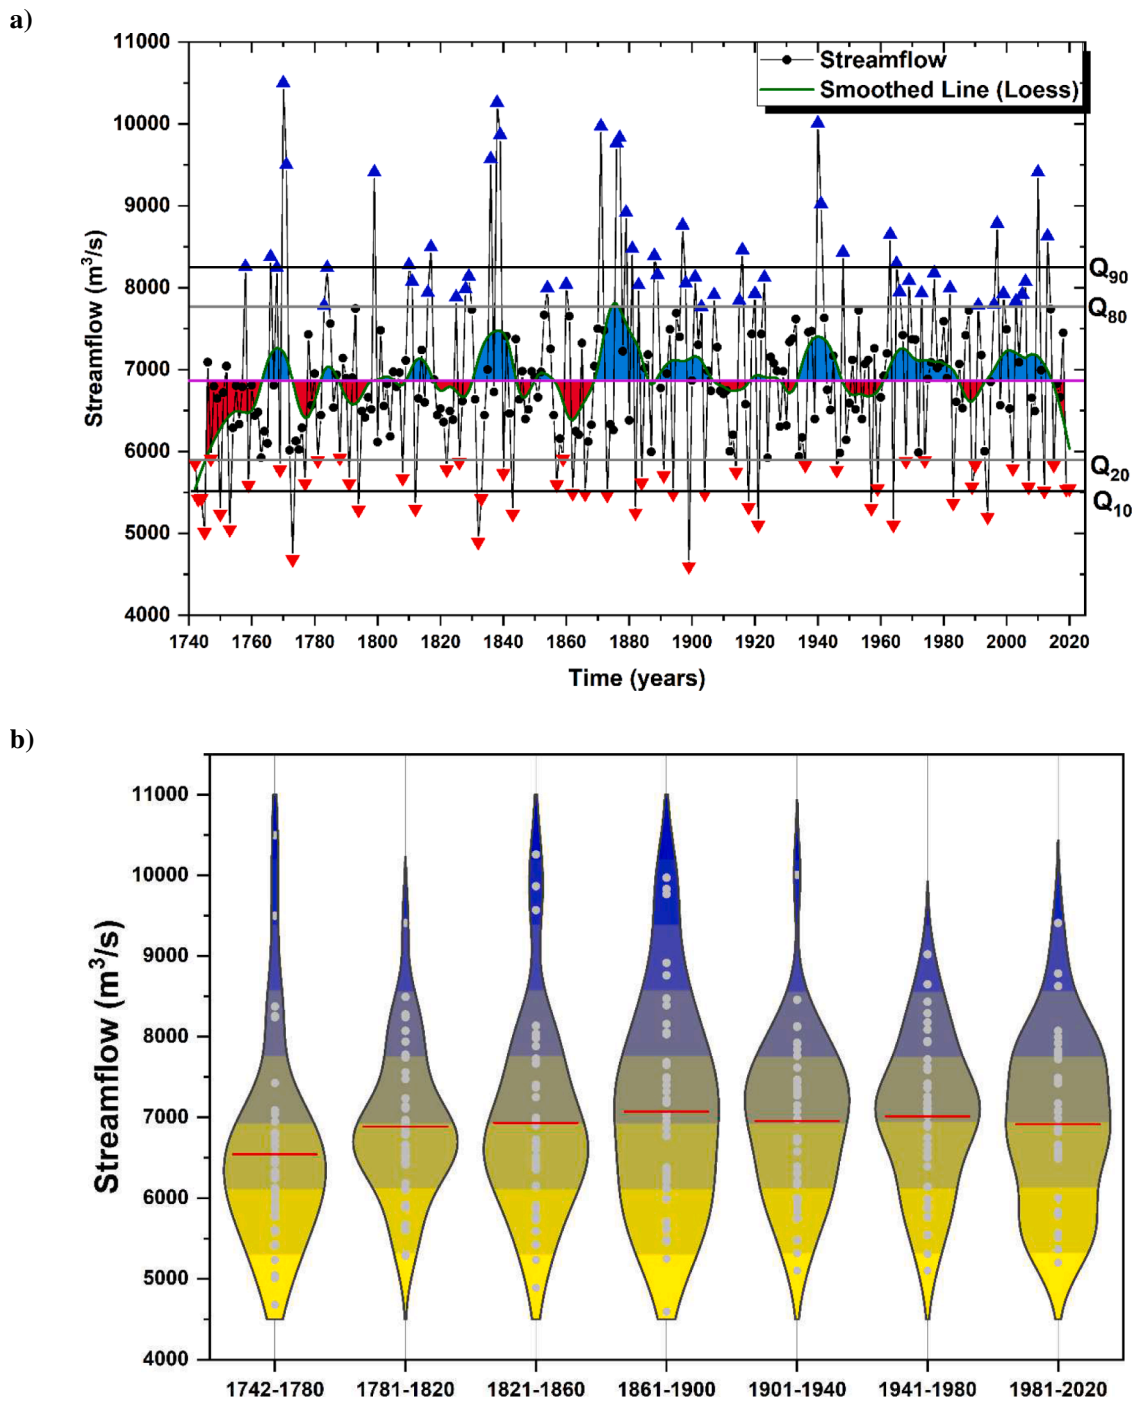 a)
11000
10000
9000
8000
7000
6000
5000
4000
Streamflow (m³/s)
Streamflow
Smoothed Line (Loess)
Q90
Q80
Q20
Q10
1740 1760 1780 1800 1820 1840 1860 1880 1900 1920 1940 1960 1980 2000 2020
Time (years)
b)
11000
10000
9000
8000
7000
6000
5000
4000
Streamflow (m³/s)
1742-1780 1781-1820 1821-1860 1861-1900 1901-1940 1941-1980 1981-2020